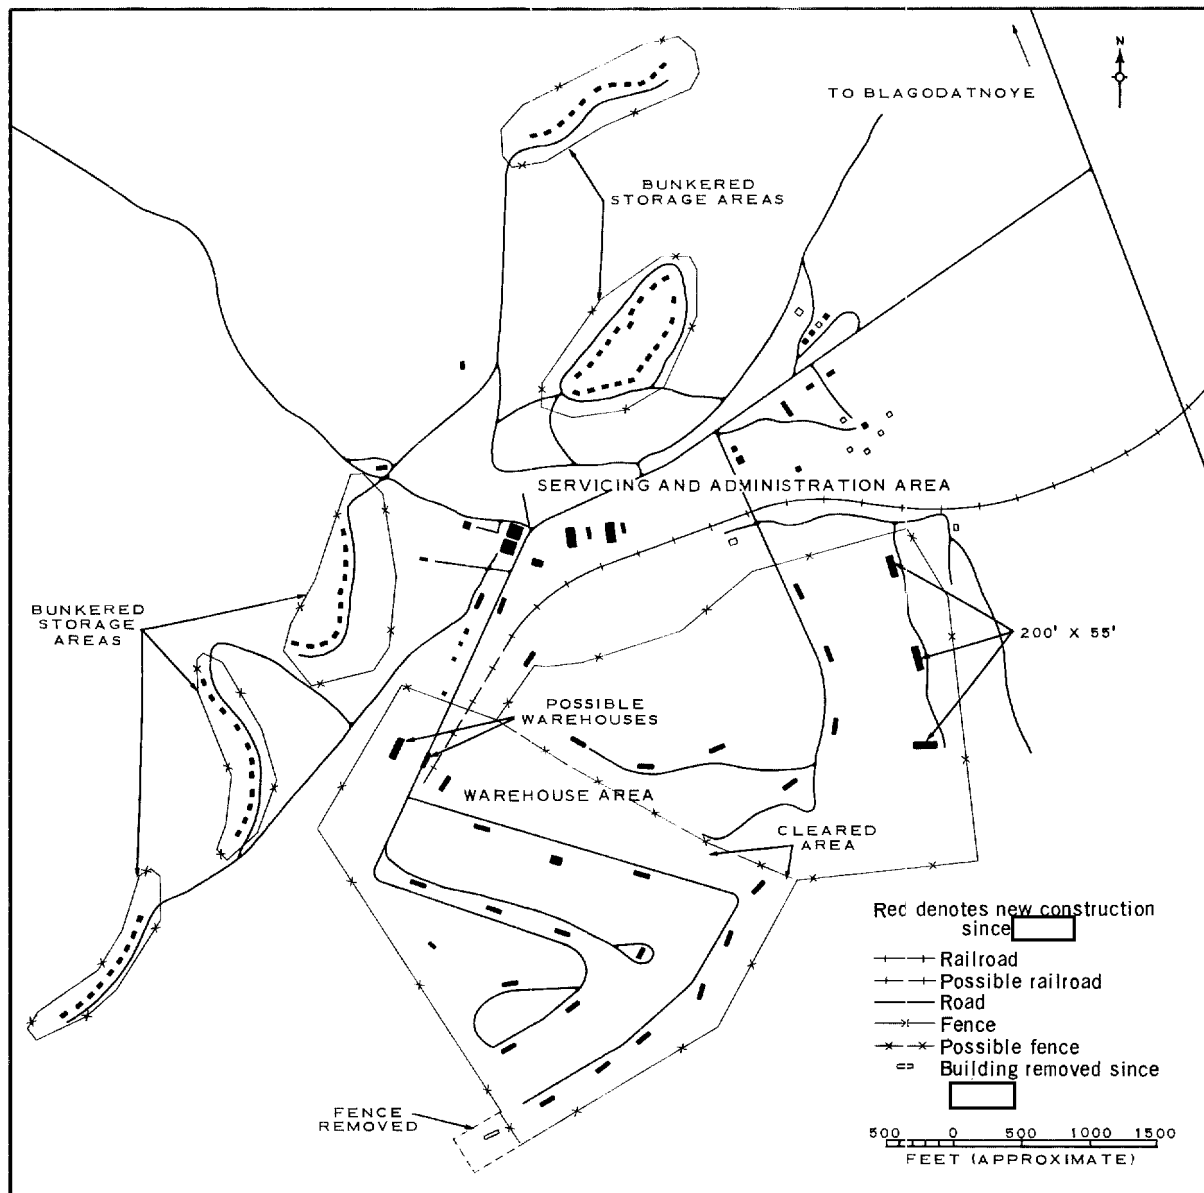 N
TO BLAGODATNOYE
BUNKERED
STORAGE AREAS
SERVICING AND ADMINISTRATION AREA
BUNKERED
STORAGE
AREAS
200' X 55'
POSSIBLE
WAREHOUSES
WAREHOUSE AREA
CLEARED
AREA
Red denotes new construction
since
Railroad
Possible railroad
Road
Fence
Possible fence
Building removed since
FENCE
REMOVED
500 0 500 1000 1500
FEET (APPROXIMATE)